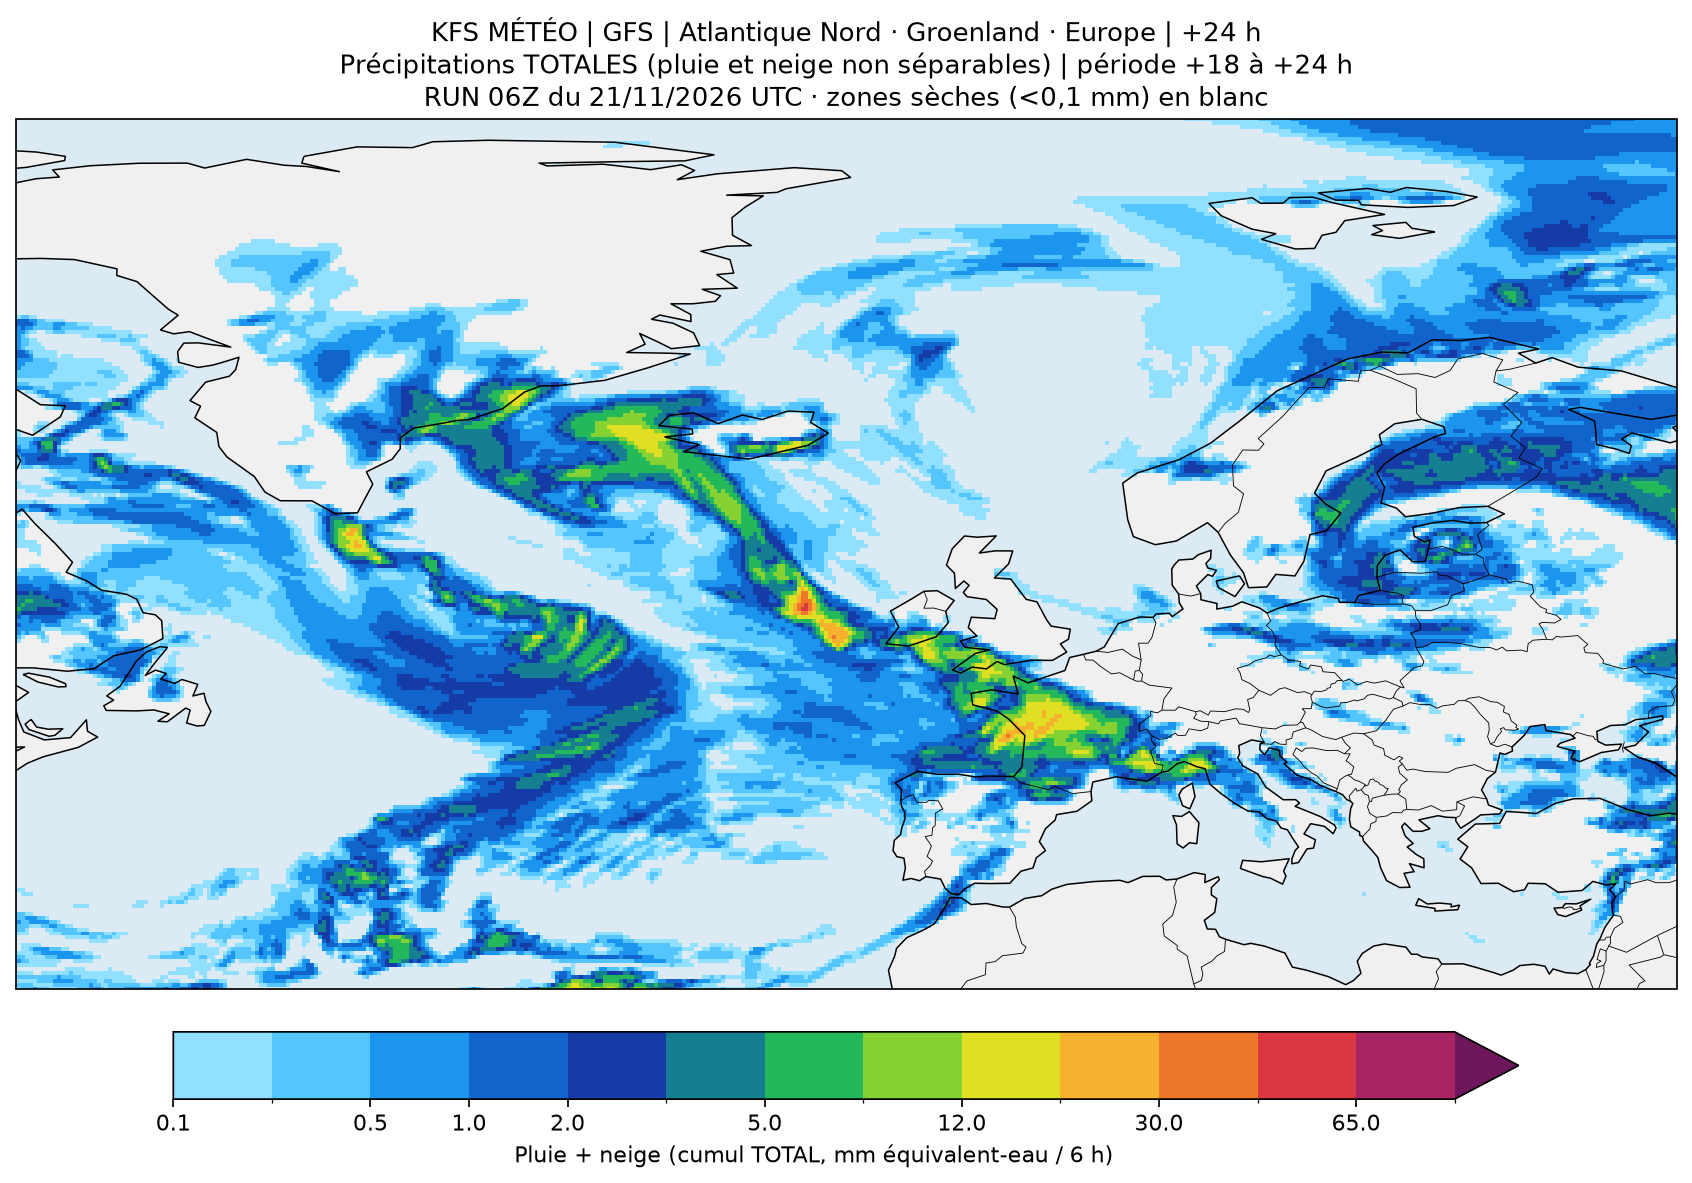 KFS MÉTÉO | GFS | Atlantique Nord · Groenland · Europe | +24 h
Précipitations TOTALES (pluie et neige non séparables) | période +18 à +24 h
RUN 06Z du 21/11/2026 UTC · zones sèches (<0,1 mm) en blanc
0.1 0.5 1.0 2.0 5.0 12.0 30.0 65.0
Pluie + neige (cumul TOTAL, mm équivalent-eau / 6 h)